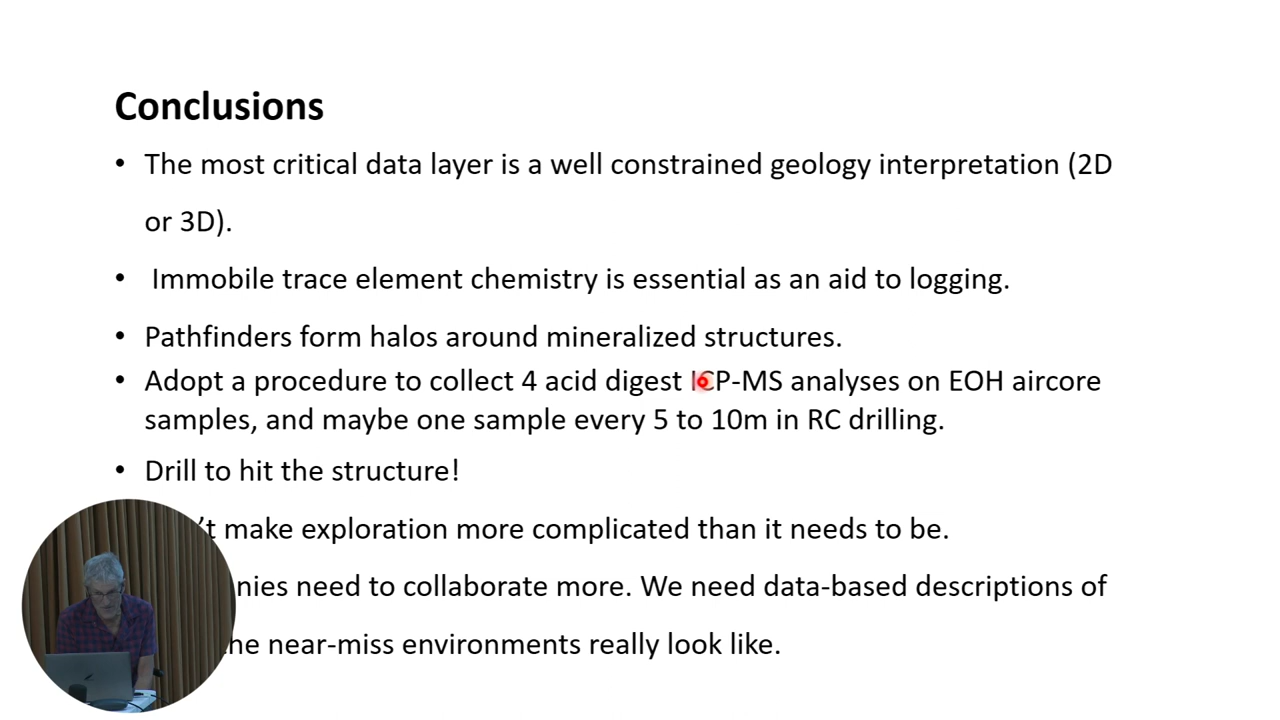 Conclusions
• The most critical data layer is a well constrained geology interpretation (2D
or 3D).
• Immobile trace element chemistry is essential as an aid to logging.
• Pathfinders form halos around mineralized structures.
• Adopt a procedure to collect 4 acid digest ICP-MS analyses on EOH aircore
samples, and maybe one sample every 5 to 10m in RC drilling.
• Drill to hit the structure!
make exploration more complicated than it needs to be.
need to collaborate more. We need data-based descriptions of
near-miss environments really look like.